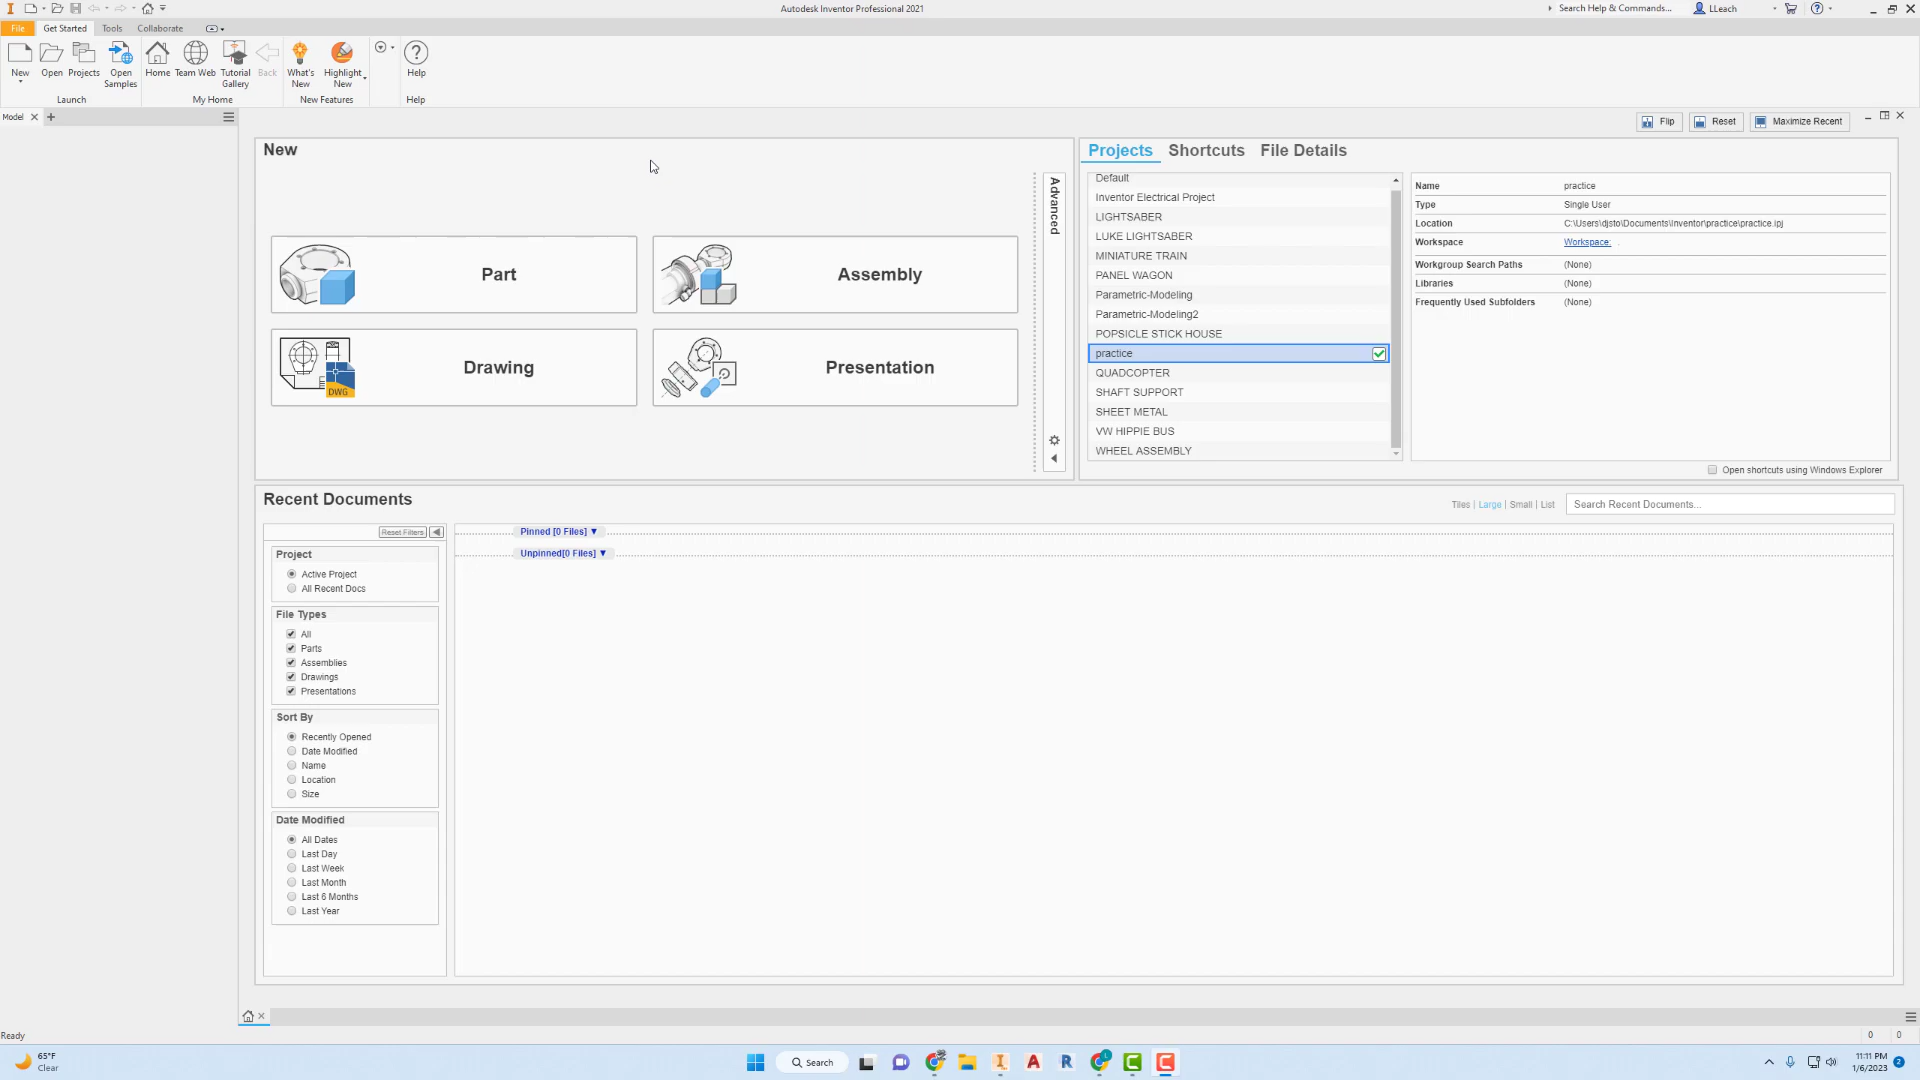 Autodesk Inventor Professional 2021
Search Help & Commands...
LLeach
File
Get Started
Tools
Collaborate
New
Open
Projects
Open
Samples
Home
Team Web
Tutorial
Gallery
Back
What's
New
Highlight
New
Help
Launch
My Home
New Features
Help
Model
Flip
Reset
Maximize Recent
New
Part
Assembly
Drawing
DWG
Presentation
Advanced
Projects
Shortcuts
File Details
Default
Inventor Electrical Project
LIGHTSABER
LUKE LIGHTSABER
MINIATURE TRAIN
PANEL WAGON
Parametric-Modeling
Parametric-Modeling2
POPSICLE STICK HOUSE
practice
QUADCOPTER
SHAFT SUPPORT
SHEET METAL
VW HIPPIE BUS
WHEEL ASSEMBLY
Name practice
Type Single User
Location C:\Users\djsto\Documents\Inventor\practice\practice.ipj
Workspace Workspace: .
Workgroup Search Paths (None)
Libraries (None)
Frequently Used Subfolders (None)
Open shortcuts using Windows Explorer
Recent Documents
Tiles | Large | Small | List
Search Recent Documents...
Reset Filters
Project
Active Project
All Recent Docs
File Types
All
Parts
Assemblies
Drawings
Presentations
Sort By
Recently Opened
Date Modified
Name
Location
Size
Date Modified
All Dates
Last Day
Last Week
Last Month
Last 6 Months
Last Year
Pinned [0 Files]
Unpinned[0 Files]
Ready
0 0
65°F
Clear
Search
11:11 PM
1/6/2023
2